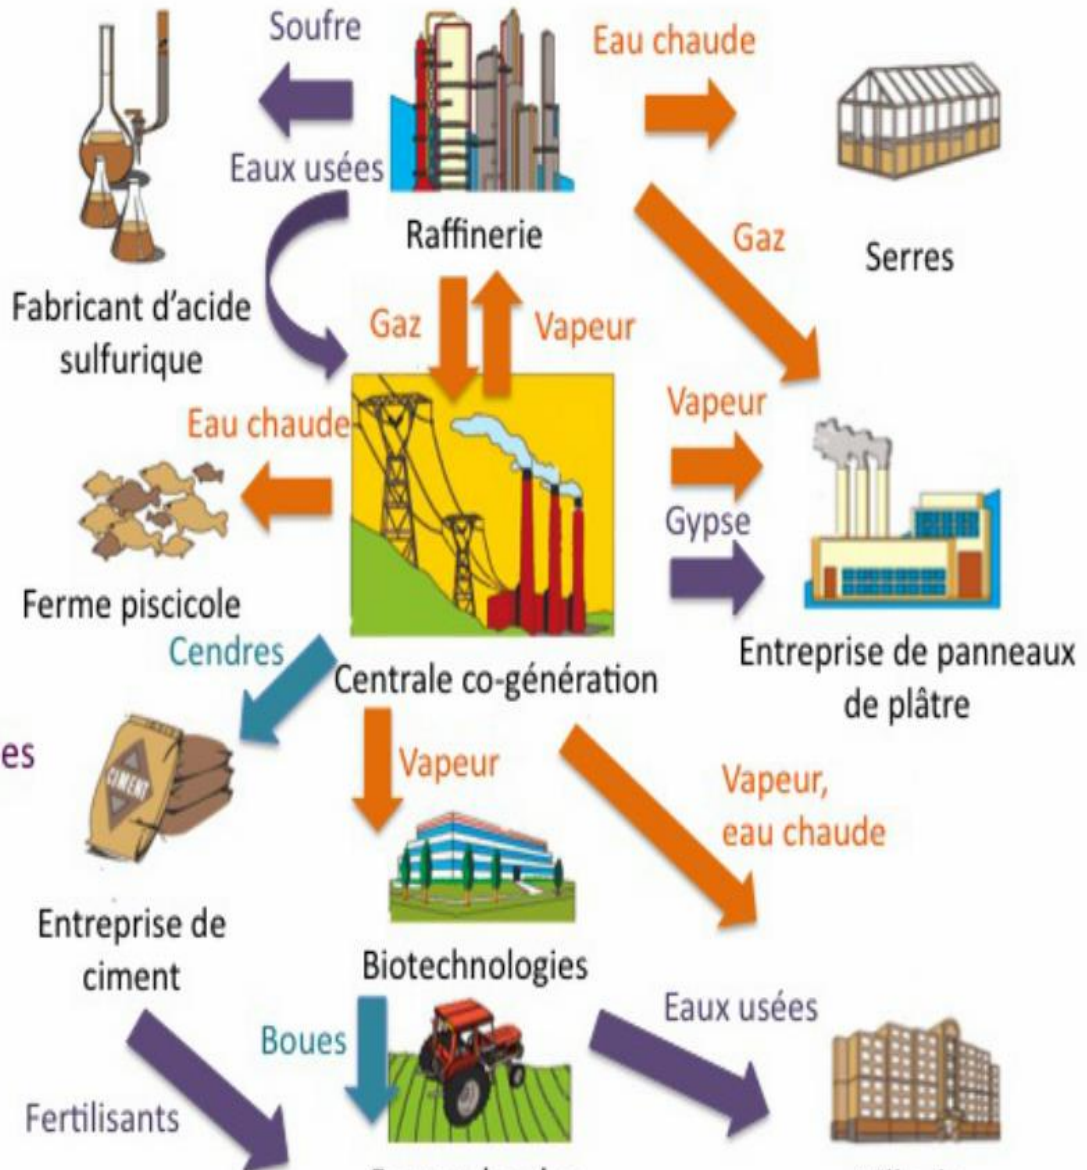 Soufre
Eau chaude
Eaux usées
Raffinerie
Gaz
Serres
Fabricant d'acide
sulfurique
Gaz
Vapeur
Vapeur
Eau chaude
Gypse
Ferme piscicole
Cendres
Centrale co-génération
Entreprise de panneaux
de plâtre
es
CIMENT
Vapeur
Vapeur,
eau chaude
Entreprise de
ciment
Biotechnologies
Eaux usées
Boues
Fertilisants